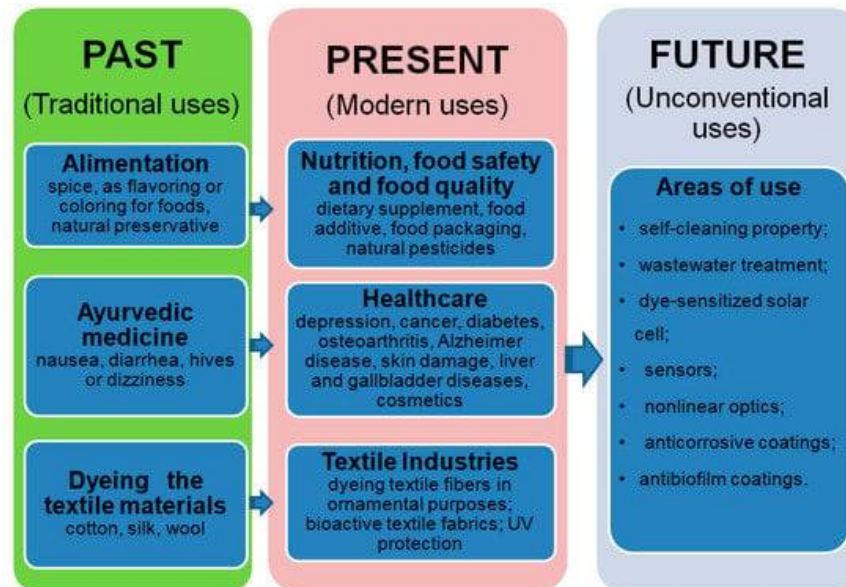 PAST
(Traditional uses)
Alimentation
spice, as flavoring or
coloring for foods,
natural preservative
Ayurvedic
medicine
nausea, diarrhea, hives
or dizziness
Dyeing the
textile materials
cotton, silk, wool
PRESENT
(Modern uses)
Nutrition, food safety
and food quality
dietary supplement, food
additive, food packaging,
natural pesticides
Healthcare
depression, cancer, diabetes,
osteoarthritis, Alzheimer
disease, skin damage, liver
and gallbladder diseases,
cosmetics
Textile Industries
dyeing textile fibers in
ornamental purposes;
bioactive textile fabrics; UV
protection
FUTURE
(Unconventional
uses)
Areas of use
• self-cleaning property;
• wastewater treatment;
• dye-sensitized solar
cell;
• sensors;
• nonlinear optics;
• anticorrosive coatings;
• antibiofilm coatings.